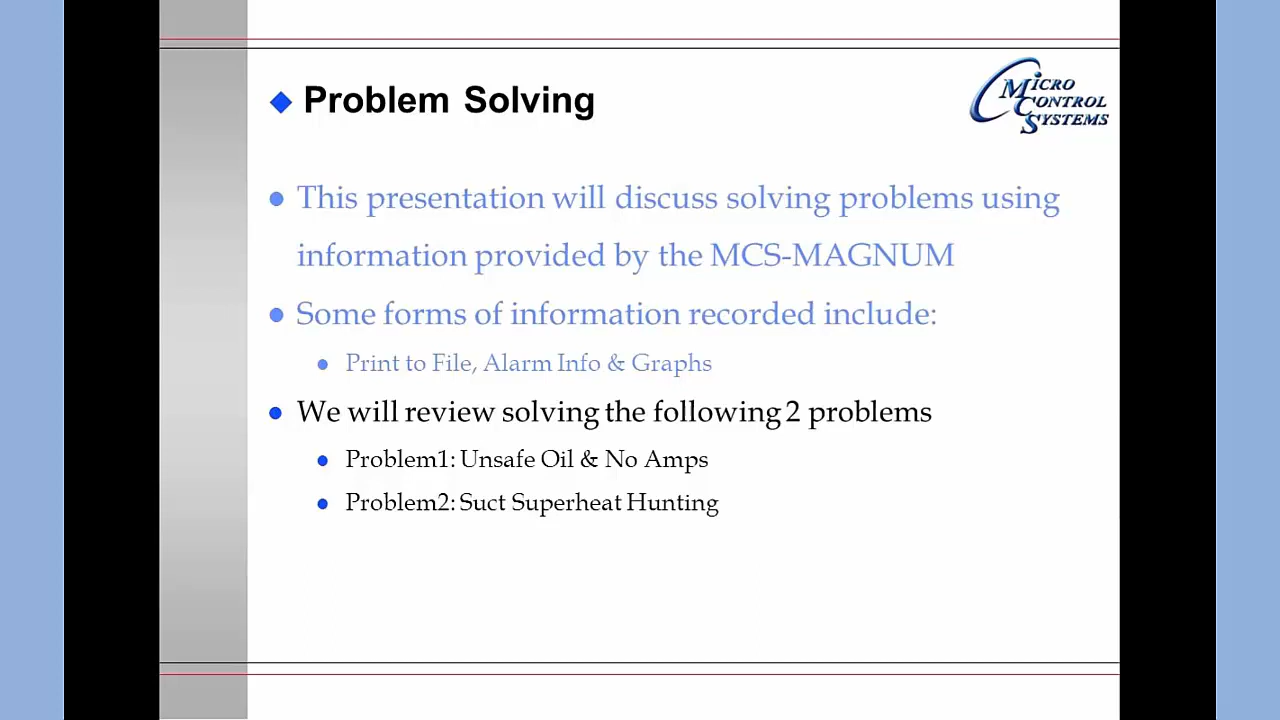 Problem Solving
MICRO
CONTROL
SYSTEMS
This presentation will discuss solving problems using
information provided by the MCS-MAGNUM
Some forms of information recorded include:
Print to File, Alarm Info & Graphs
We will review solving the following 2 problems
Problem1: Unsafe Oil & No Amps
Problem2: Suct Superheat Hunting